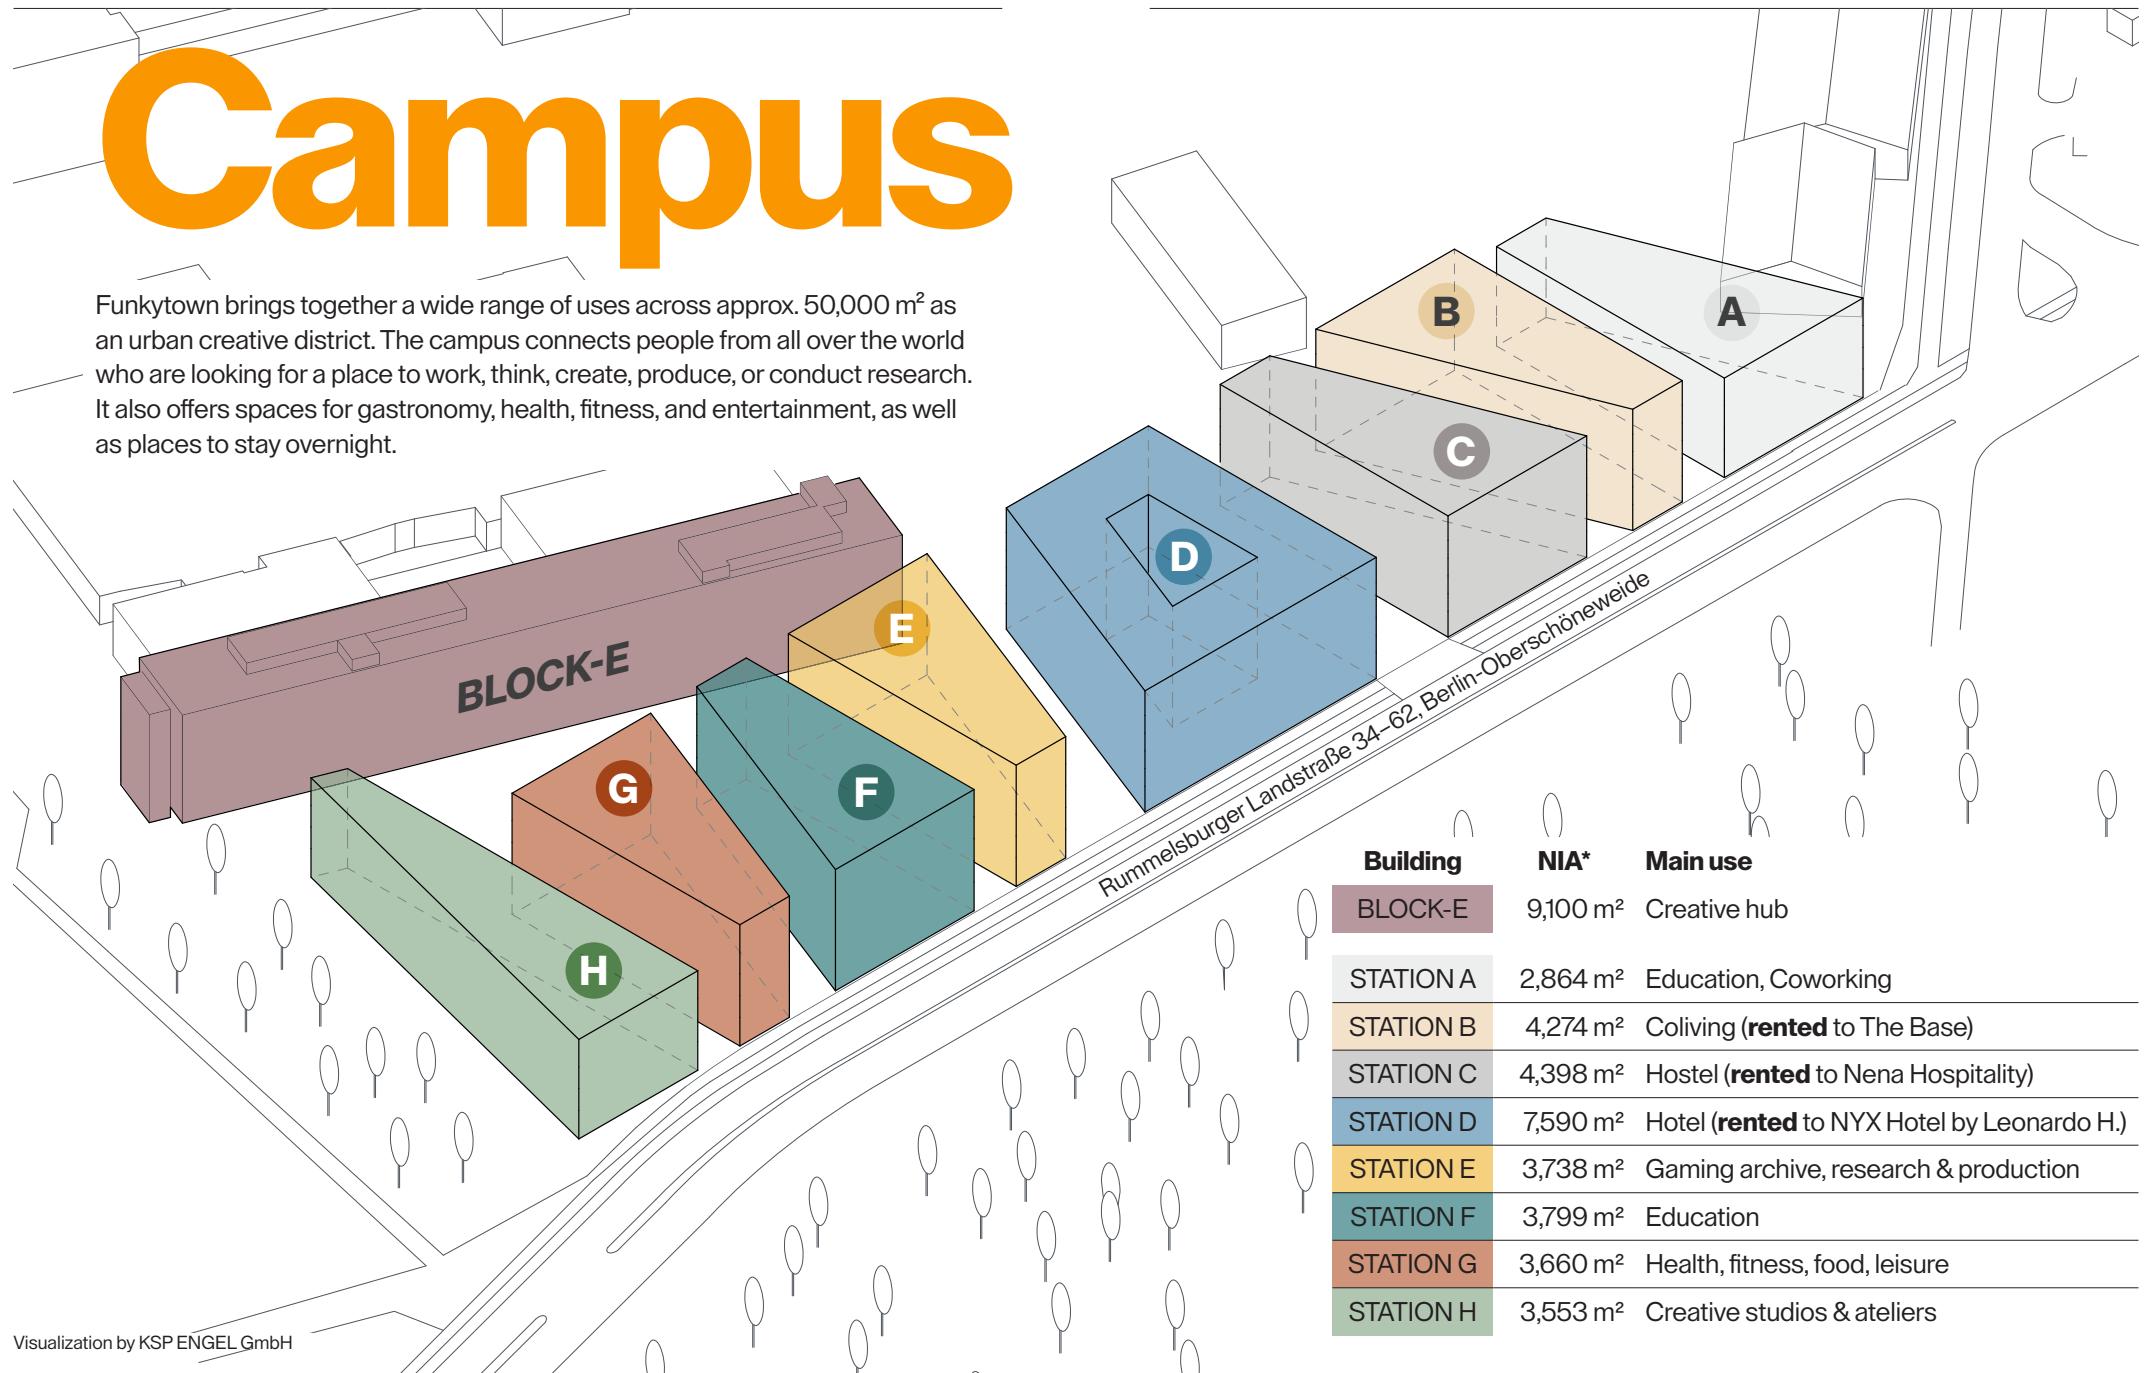 Campus
Funkytown brings together a wide range of uses across approx. 50,000 m² as
an urban creative district. The campus connects people from all over the world
who are looking for a place to work, think, create, produce, or conduct research.
It also offers spaces for gastronomy, health, fitness, and entertainment, as well
as places to stay overnight.
A
B
C
D
E
F
G
H
BLOCK-E
Rummelsburger Landstraße 34–62, Berlin-Oberschöneweide
Building NIA* Main use
BLOCK-E 9,100 m² Creative hub
STATION A 2,864 m² Education, Coworking
STATION B 4,274 m² Coliving (rented to The Base)
STATION C 4,398 m² Hostel (rented to Nena Hospitality)
STATION D 7,590 m² Hotel (rented to NYX Hotel by Leonardo H.)
STATION E 3,738 m² Gaming archive, research & production
STATION F 3,799 m² Education
STATION G 3,660 m² Health, fitness, food, leisure
STATION H 3,553 m² Creative studios & ateliers
Visualization by KSP ENGEL GmbH